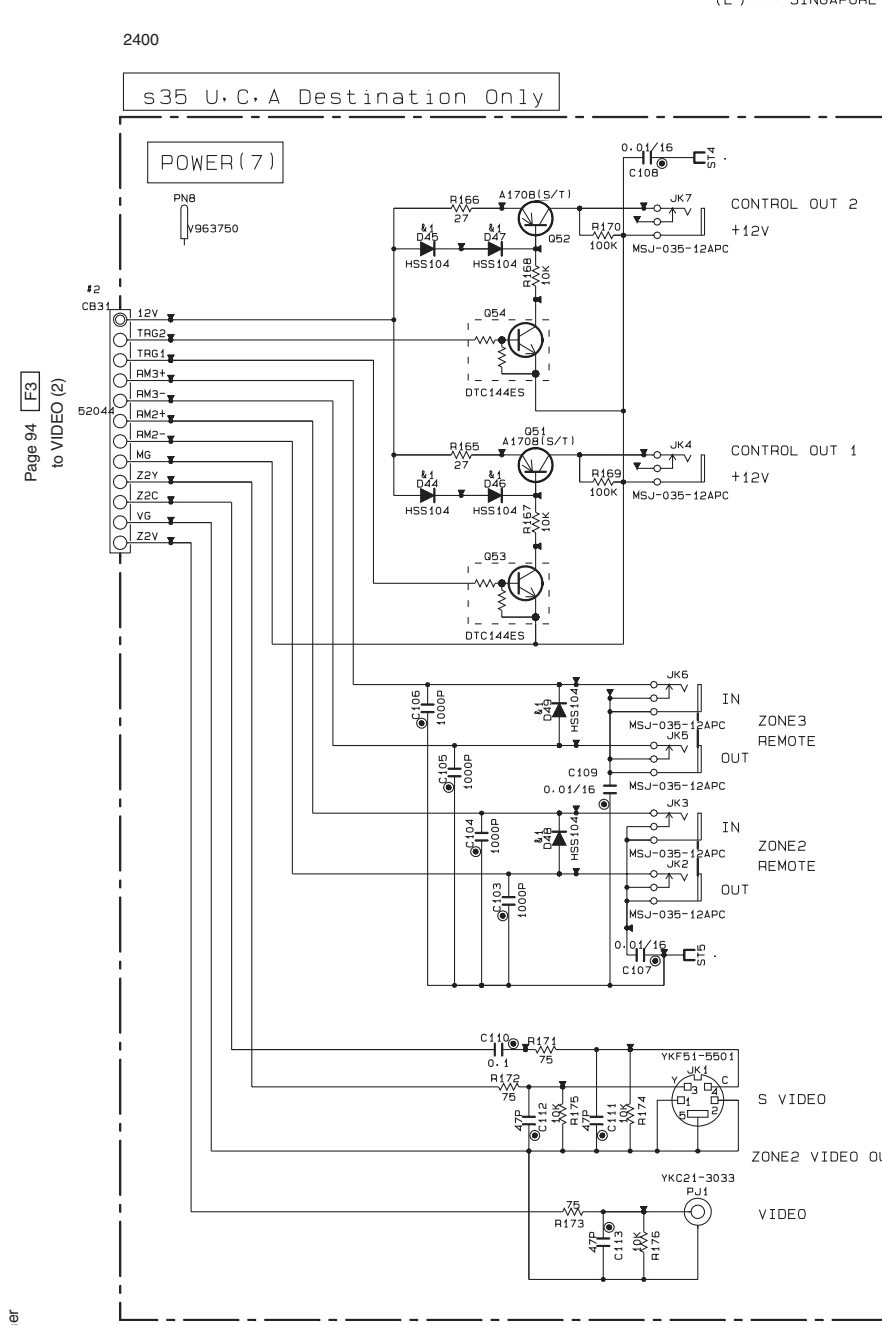 2400
s35 U, C, A Destination Only
POWER(7)
PN8
V963750
0.01/16
C108
ST4
R166
27
A1708(S/T)
Q52
JK7
CONTROL OUT 2
+12V
R170
100K
MSJ-035-12APC
&1
D45
HSS104
&1
D47
HSS104
R168
10K
#2
CB31
12V
TRG2
TRG1
RM3+
RM3-
52044
RM2+
RM2-
MG
Z2Y
Z2C
VG
Z2V
Page 94 F3
to VIDEO (2)
Q54
DTC144ES
Q51
A1708(S/T)
R165
27
JK4
CONTROL OUT 1
+12V
R169
100K
MSJ-035-12APC
&1
D44
HSS104
&1
D46
HSS104
R167
10K
Q53
DTC144ES
C106
1000P
&1
D49
HSS104
JK6
IN
MSJ-035-12APC
ZONE3
REMOTE
JK5
OUT
MSJ-035-12APC
C105
1000P
C109
0.01/16
C104
1000P
&1
D48
HSS104
JK3
IN
MSJ-035-12APC
ZONE2
REMOTE
JK2
OUT
MSJ-035-12APC
C103
1000P
0.01/16
C107
ST5
C110
0.1
R171
75
R172
75
YKF51-5501
JK1
Y
C
3
4
1
2
5
S VIDEO
47P
C112
10K
R175
47P
C111
10K
R174
ZONE2 VIDEO
YKC21-3033
PJ1
VIDEO
75
R173
47P
C113
10K
R176